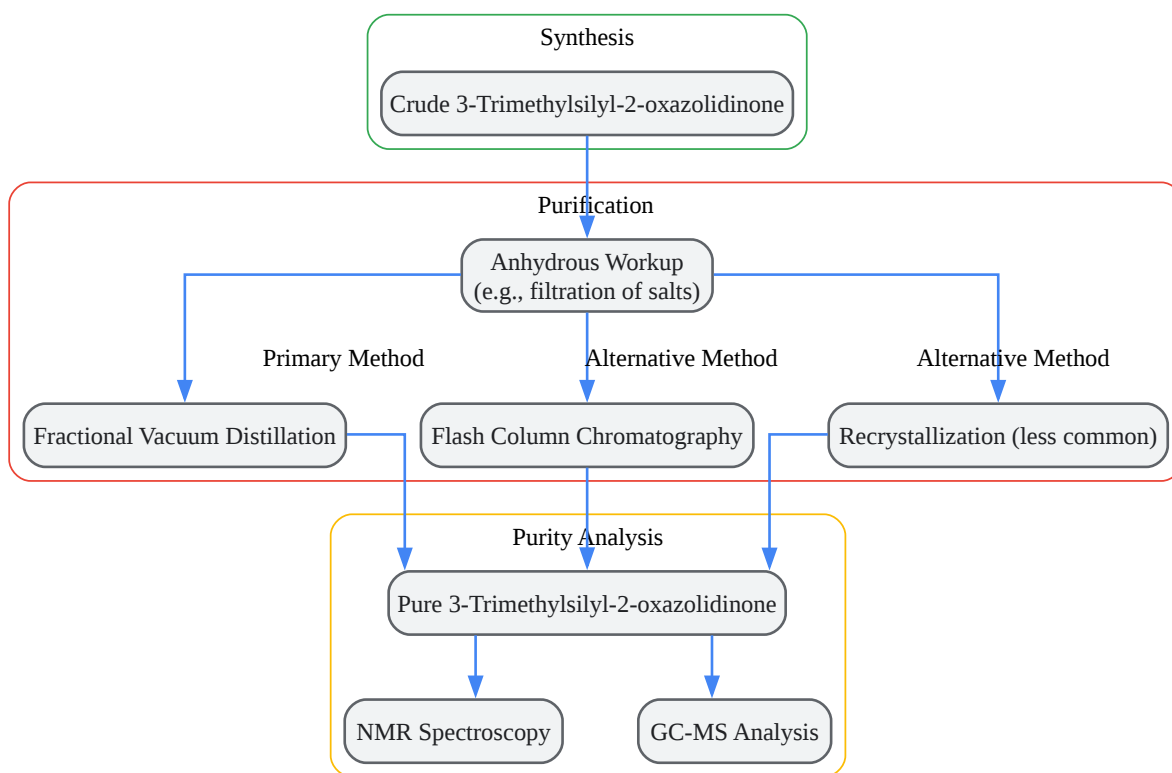 Synthesis
Crude 3-Trimethylsilyl-2-oxazolidinone
Purification
Anhydrous Workup
(e.g., filtration of salts)
Primary Method
Alternative Method
Alternative Method
Fractional Vacuum Distillation
Flash Column Chromatography
Recrystallization (less common)
Purity Analysis
Pure 3-Trimethylsilyl-2-oxazolidinone
NMR Spectroscopy
GC-MS Analysis